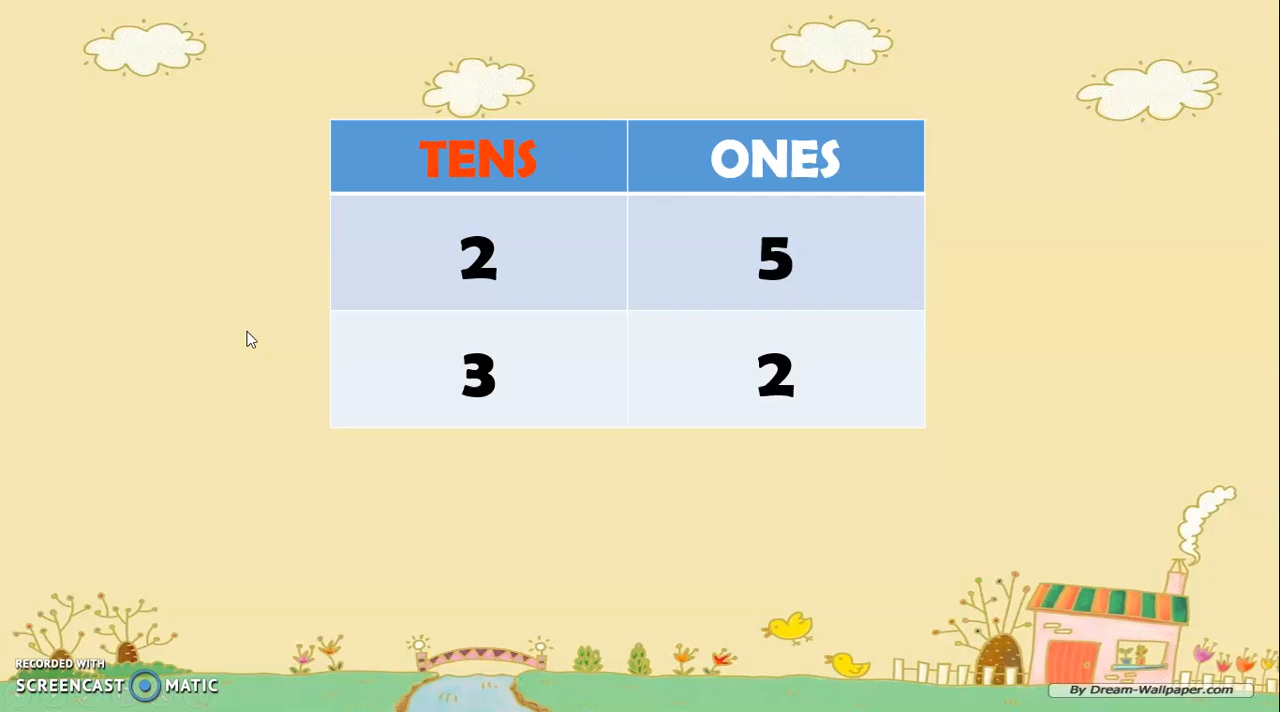 TENS ONES
2 5
3 2
RECORDED WITH
SCREENCAST MATIC
By Dream-Wallpaper.com